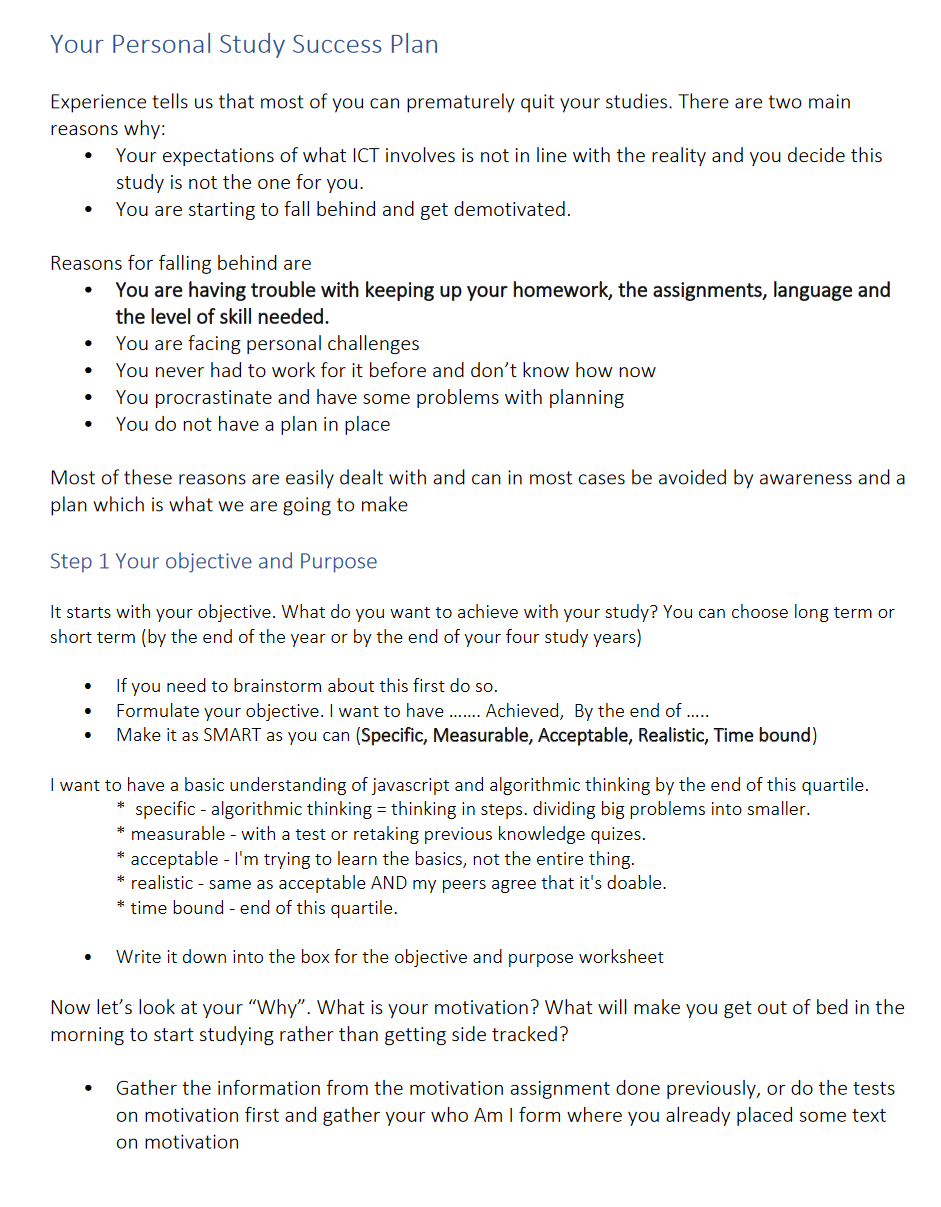 Your Personal Study Success Plan
Experience tells us that most of you can prematurely quit your studies. There are two main
reasons why:
• Your expectations of what ICT involves is not in line with the reality and you decide this
study is not the one for you.
• You are starting to fall behind and get demotivated.
Reasons for falling behind are
• You are having trouble with keeping up your homework, the assignments, language and
the level of skill needed.
• You are facing personal challenges
• You never had to work for it before and don’t know how now
• You procrastinate and have some problems with planning
• You do not have a plan in place
Most of these reasons are easily dealt with and can in most cases be avoided by awareness and a
plan which is what we are going to make
Step 1 Your objective and Purpose
It starts with your objective. What do you want to achieve with your study? You can choose long term or
short term (by the end of the year or by the end of your four study years)
• If you need to brainstorm about this first do so.
• Formulate your objective. I want to have ....... Achieved,  By the end of .....
• Make it as SMART as you can (Specific, Measurable, Acceptable, Realistic, Time bound)
I want to have a basic understanding of javascript and algorithmic thinking by the end of this quartile.
*  specific - algorithmic thinking = thinking in steps. dividing big problems into smaller.
* measurable - with a test or retaking previous knowledge quizes.
* acceptable - I'm trying to learn the basics, not the entire thing.
* realistic - same as acceptable AND my peers agree that it's doable.
* time bound - end of this quartile.
• Write it down into the box for the objective and purpose worksheet
Now let’s look at your “Why”. What is your motivation? What will make you get out of bed in the
morning to start studying rather than getting side tracked?
• Gather the information from the motivation assignment done previously, or do the tests
on motivation first and gather your who Am I form where you already placed some text
on motivation